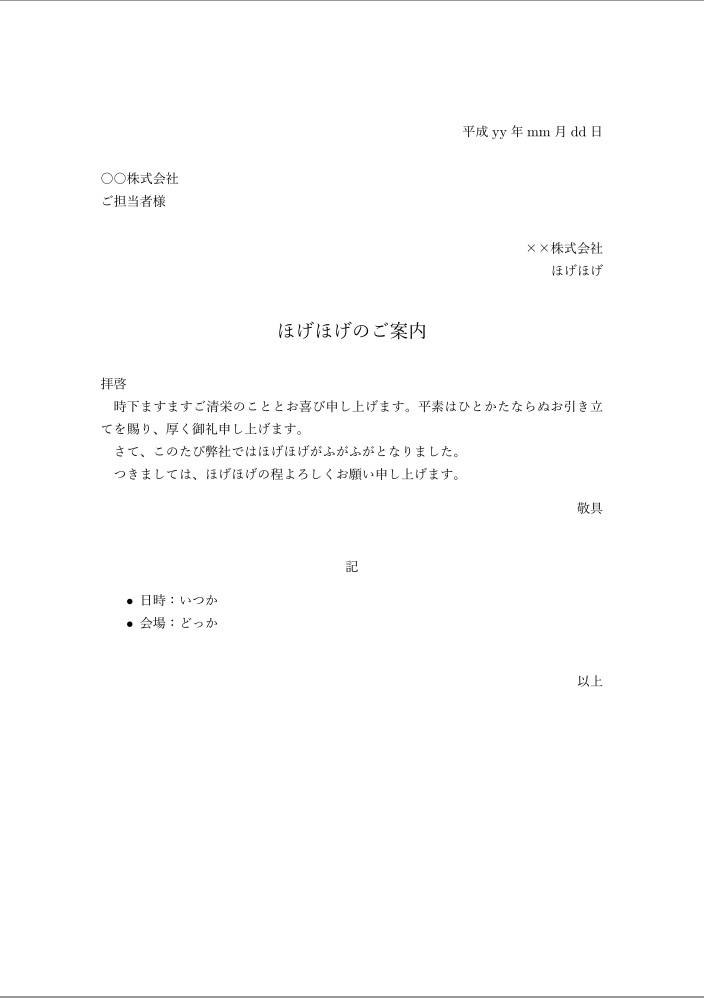 平成 yy 年 mm 月 dd 日
○○株式会社
ご担当者様
××株式会社
ほげほげ
ほげほげのご案内
拝啓
　時下ますますご清栄のこととお喜び申し上げます。平素はひとかたならぬお引き立
てを賜り、厚く御礼申し上げます。
　さて、このたび弊社ではほげほげがふがふがとなりました。
　つきましては、ほげほげの程よろしくお願い申し上げます。
敬具
記
● 日時：いつか
● 会場：どっか
以上